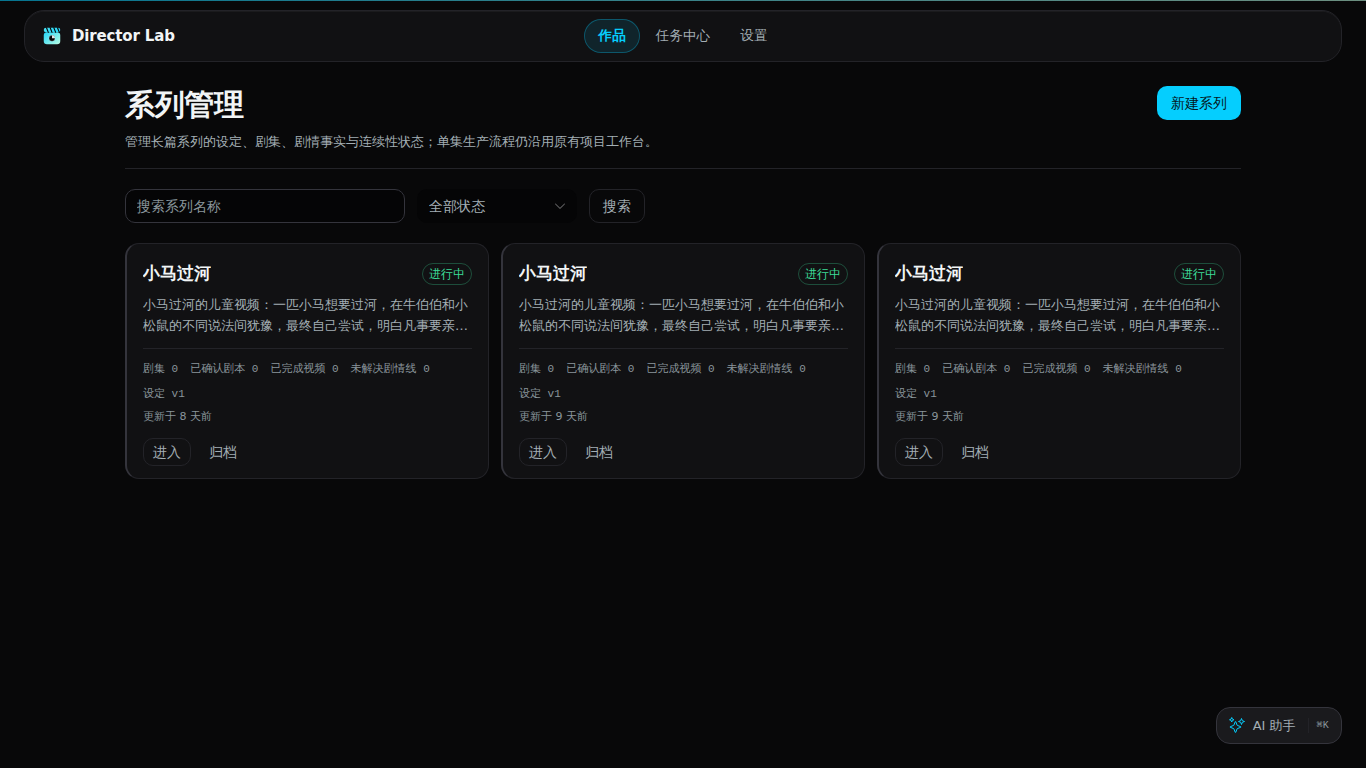 Director Lab
作品
任务中心
设置
系列管理
新建系列
管理长篇系列的设定、剧集、剧情事实与连续性状态；单集生产流程仍沿用原有项目工作台。
搜索系列名称
全部状态
搜索
小马过河
进行中
小马过河的儿童视频：一匹小马想要过河，在牛伯伯和小
松鼠的不同说法间犹豫，最终自己尝试，明白凡事要亲…
剧集 0 已确认剧本 0 已完成视频 0 未解决剧情线 0
设定 v1
更新于 8 天前
进入
归档
小马过河
进行中
小马过河的儿童视频：一匹小马想要过河，在牛伯伯和小
松鼠的不同说法间犹豫，最终自己尝试，明白凡事要亲…
剧集 0 已确认剧本 0 已完成视频 0 未解决剧情线 0
设定 v1
更新于 9 天前
进入
归档
小马过河
进行中
小马过河的儿童视频：一匹小马想要过河，在牛伯伯和小
松鼠的不同说法间犹豫，最终自己尝试，明白凡事要亲…
剧集 0 已确认剧本 0 已完成视频 0 未解决剧情线 0
设定 v1
更新于 9 天前
进入
归档
AI 助手
⌘K